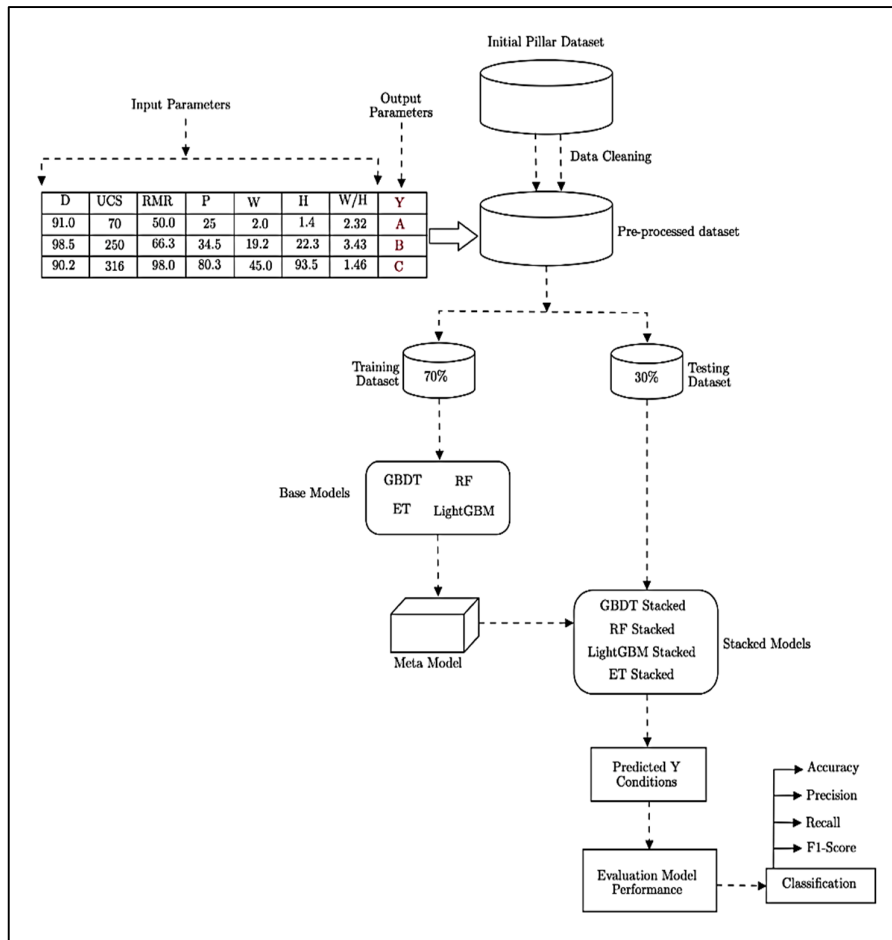 Initial Pillar Dataset
Input Parameters
Output
Parameters
Data Cleaning
D UCS RMR P W H W/H Y
91.0 70 50.0 25 2.0 1.4 2.32 A
98.5 250 66.3 34.5 19.2 22.3 3.43 B
90.2 316 98.0 80.3 45.0 93.5 1.46 C
Pre-processed dataset
Training
Dataset
70%
30%
Testing
Dataset
Base Models
GBDT RF
ET LightGBM
Meta Model
GBDT Stacked
RF Stacked
LightGBM Stacked
ET Stacked
Stacked Models
Predicted Y
Conditions
Accuracy
Precision
Recall
F1-Score
Evaluation Model
Performance
Classification